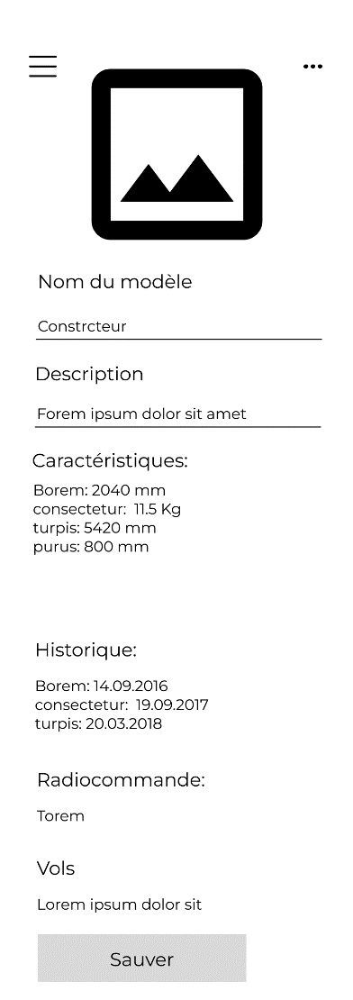 Nom du modèle
Constrcteur
Description
Forem ipsum dolor sit amet
Caractéristiques:
Borem: 2040 mm
consectetur:  11.5 Kg
turpis: 5420 mm
purus: 800 mm
Historique:
Borem: 14.09.2016
consectetur:  19.09.2017
turpis: 20.03.2018
Radiocommande:
Torem
Vols
Lorem ipsum dolor sit
Sauver